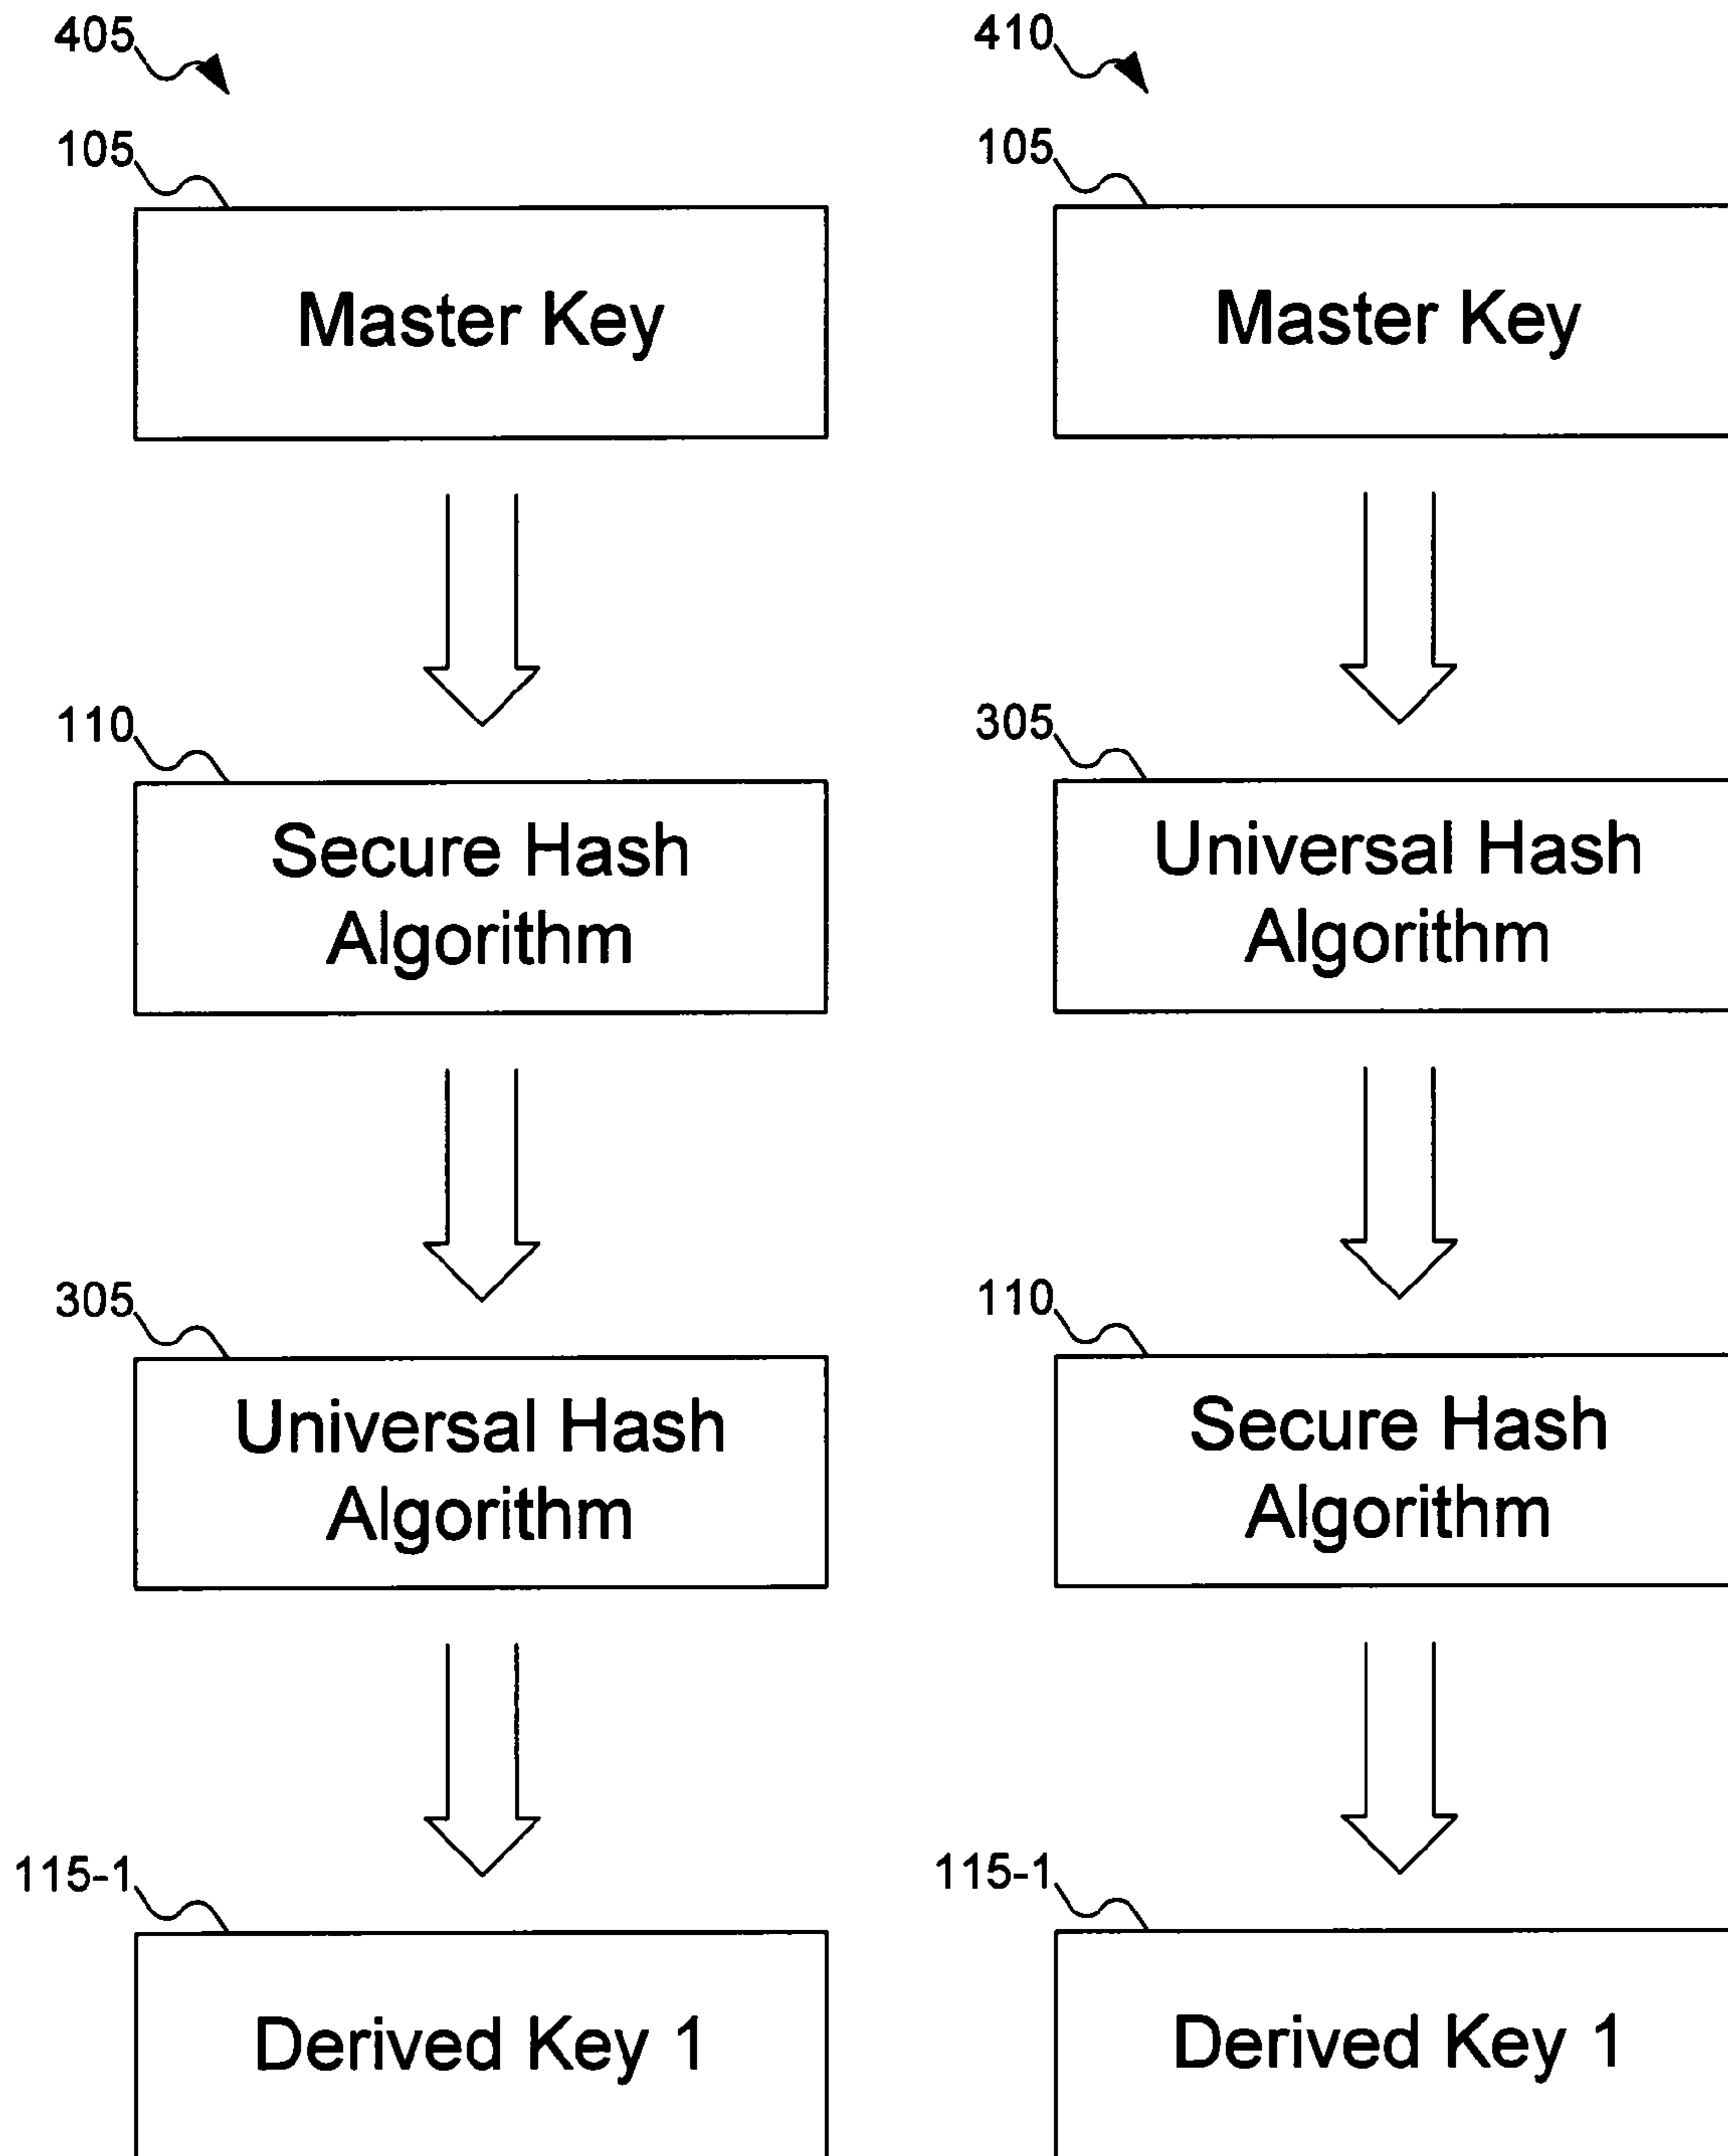 405
105
Master Key
110
Secure Hash
Algorithm
305
Universal Hash
Algorithm
115-1
Derived Key 1
410
105
Master Key
305
Universal Hash
Algorithm
110
Secure Hash
Algorithm
115-1
Derived Key 1